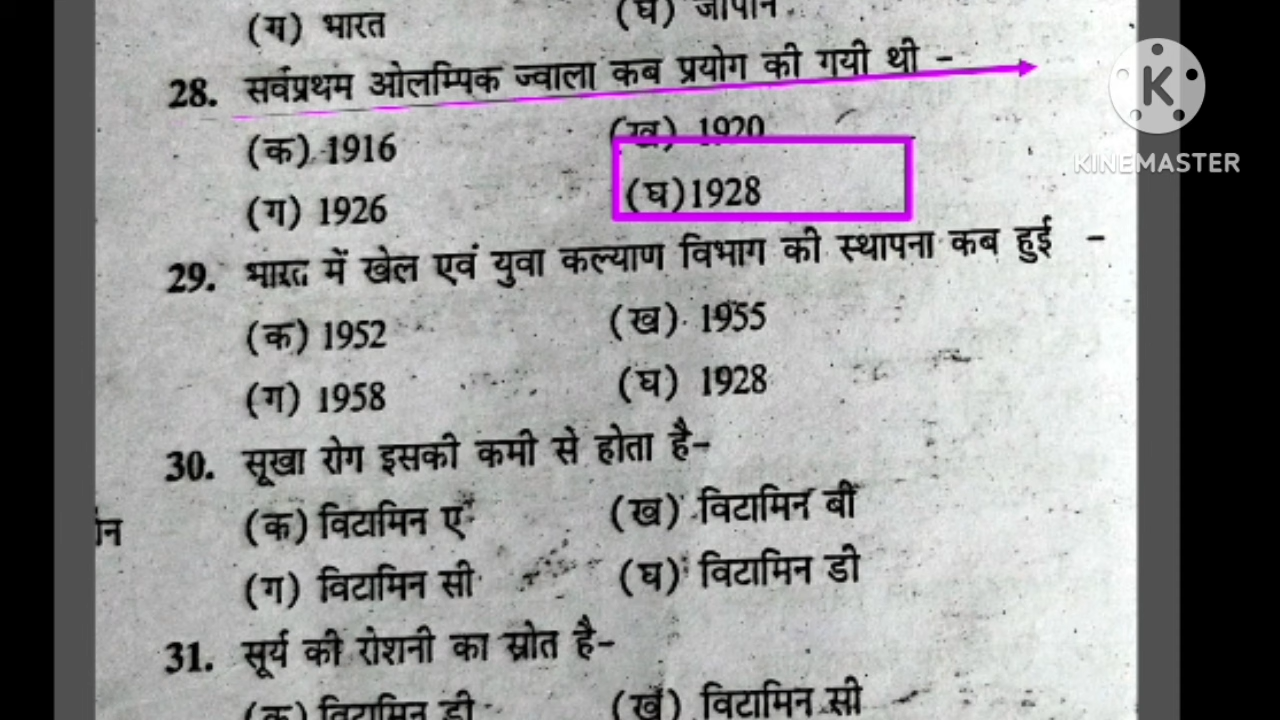 (ग) भारत (घ) जापान
28. सर्वप्रथम ओलम्पिक ज्वाला कब प्रयोग की गयी थी -
(क) 1916 (ख) 1920
(ग) 1926 (घ) 1928
29. भारत में खेल एवं युवा कल्याण विभाग की स्थापना कब हुई -
(क) 1952 (ख) 1955
(ग) 1958 (घ) 1928
30. सूखा रोग इसकी कमी से होता है-
(क) विटामिन ए (ख) विटामिन बी
(ग) विटामिन सी (घ) विटामिन डी
31. सूर्य की रोशनी का स्रोत है-
(क) विटामिन डी (ख) विटामिन सी
K
KINEMASTER